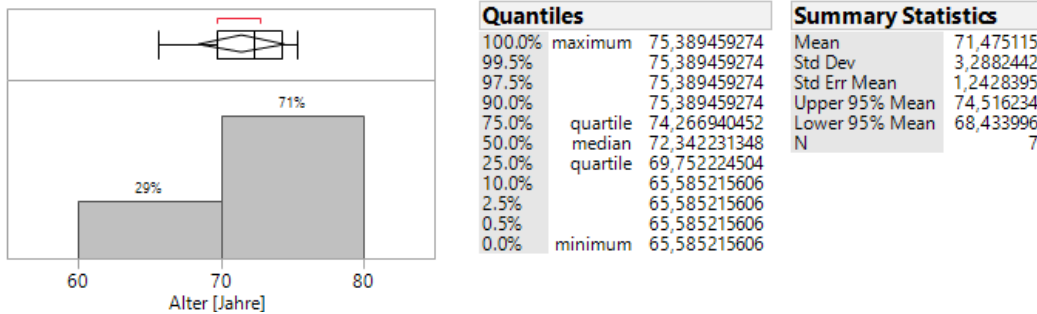 71%
29%
60 70 80
Alter [Jahre]
Quantiles
100.0% maximum 75,389459274
99.5% 75,389459274
97.5% 75,389459274
90.0% 75,389459274
75.0% quartile 74,266940452
50.0% median 72,342231348
25.0% quartile 69,752224504
10.0% 65,585215606
2.5% 65,585215606
0.5% 65,585215606
0.0% minimum 65,585215606
Summary Statistics
Mean 71,475115
Std Dev 3,2882442
Std Err Mean 1,2428395
Upper 95% Mean 74,516234
Lower 95% Mean 68,433996
N 7